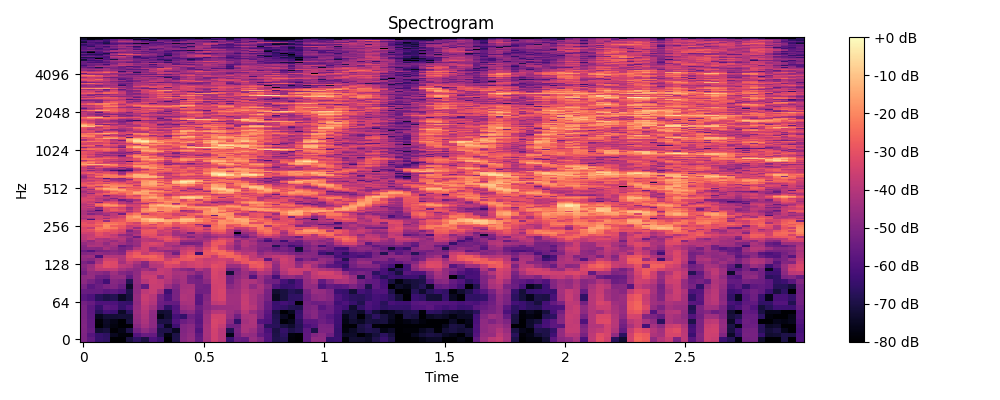 Spectrogram
Hz
4096
2048
1024
512
256
128
64
0
0
0.5
1
1.5
2
2.5
Time
+0 dB
-10 dB
-20 dB
-30 dB
-40 dB
-50 dB
-60 dB
-70 dB
-80 dB